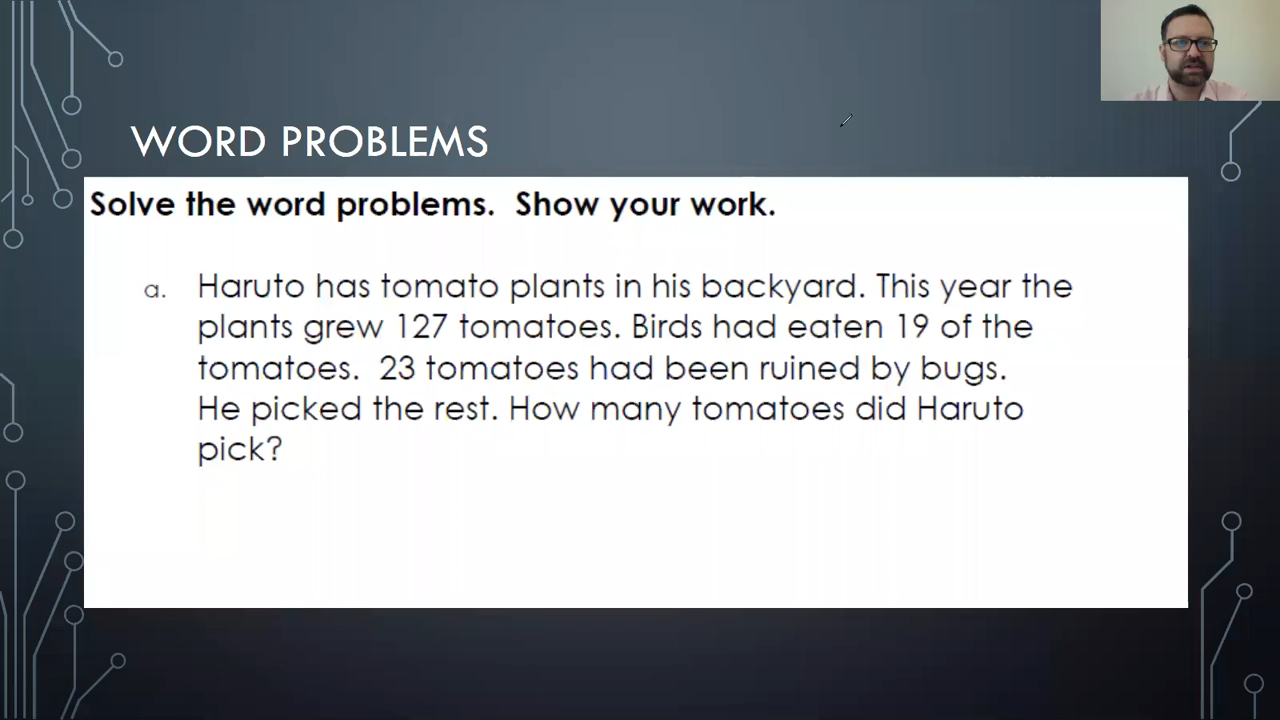 WORD PROBLEMS
Solve the word problems. Show your work.
a. Haruto has tomato plants in his backyard. This year the
plants grew 127 tomatoes. Birds had eaten 19 of the
tomatoes. 23 tomatoes had been ruined by bugs.
He picked the rest. How many tomatoes did Haruto
pick?